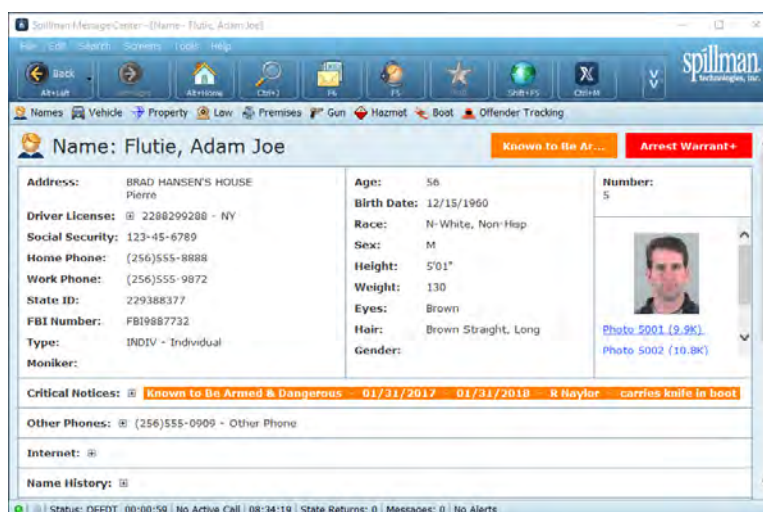 Spillman MessageCenter - [Name - Flutie, Adam Joe]
File Edit Search Screens Tools Help
Back
Alt+Left Alt+Home Ctrl+J F6 F5 Shift+F5 Ctrl+M
spillman
technologies, inc.
Names Vehicle Property Law Premises Gun Hazmat Boat Offender Tracking
Name: Flutie, Adam Joe
Known to Be Ar... Arrest Warrant+
Address: BRAD HANSEN'S HOUSE
Pierre
Driver License: 2288299288 - NY
Social Security: 123-45-6789
Home Phone: (256)555-8888
Work Phone: (256)555-9872
State ID: 229388377
FBI Number: FBI9887732
Type: INDIV - Individual
Moniker:
Age: 56
Birth Date: 12/15/1960
Race: N-White, Non-Hisp
Sex: M
Height: 5'01"
Weight: 130
Eyes: Brown
Hair: Brown Straight, Long
Gender:
Number:
5
Photo 5001 (9.9K)
Photo 5002 (10.8K)
Critical Notices: Known to Be Armed & Dangerous 01/31/2017 01/31/2018 R Naylor carries knife in boot
Other Phones: (256)555-0909 - Other Phone
Internet:
Name History:
Status: OFFDT 00:00:59 No Active Call 08:34:19 State Returns: 0 Messages: 0 No Alerts